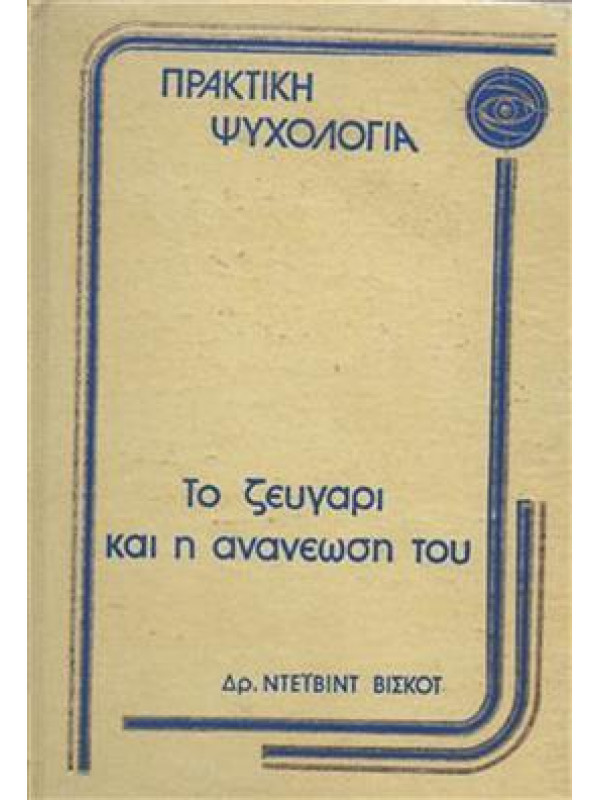 ΠΡΑΚΤΙΚΗ
ΨΥΧΟΛΟΓΙΑ
Το ζευγαρι
και η ανανεωση του
Δρ. ΝΤΕΪΒΙΝΤ ΒΙΣΚΟΤ